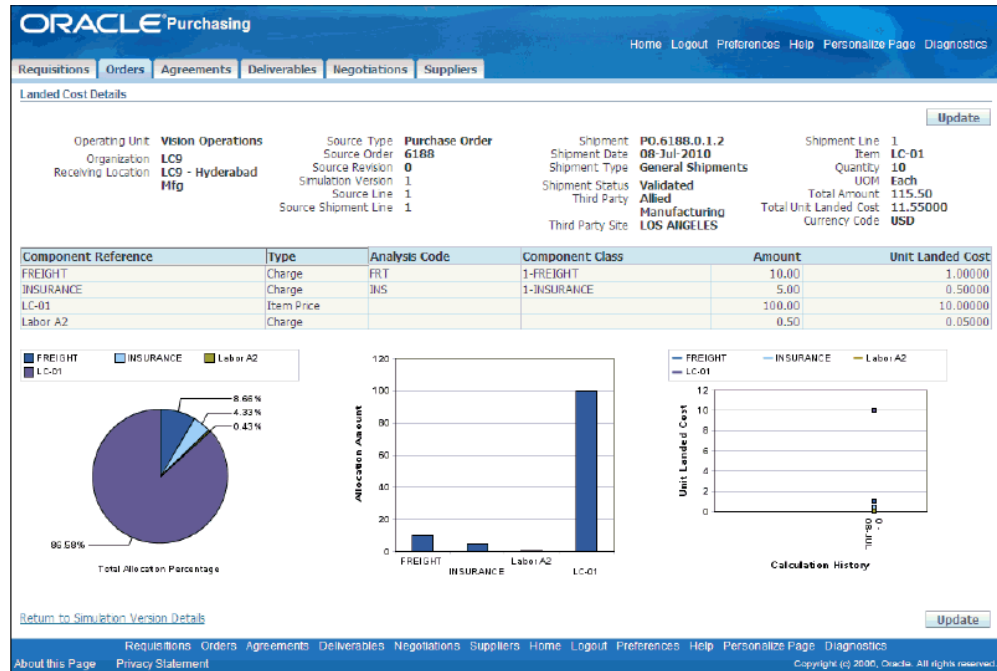 ORACLE Purchasing
Home Logout Preferences Help Personalize Page Diagnostics
Requisitions Orders Agreements Deliverables Negotiations Suppliers
Landed Cost Details
Update
Operating Unit Vision Operations
Organization LC9
Receiving Location LC9 - Hyderabad
Mfg
Source Type Purchase Order
Source Order 6188
Source Revision 0
Simulation Version 1
Source Line 1
Source Shipment Line 1
Shipment PO.6188.0.1.2
Shipment Date 08-Jul-2010
Shipment Type General Shipments
Shipment Status Validated
Third Party Allied
Manufacturing
Third Party Site LOS ANGELES
Shipment Line 1
Item LC-01
Quantity 10
UOM Each
Total Amount 115.50
Total Unit Landed Cost 11.55000
Currency Code USD
Component Reference Type Analysis Code Component Class Amount Unit Landed Cost
FREIGHT Charge FRT 1-FREIGHT 10.00 1.00000
INSURANCE Charge INS 1-INSURANCE 5.00 0.50000
LC-01 Item Price 100.00 10.00000
Labor A2 Charge 0.50 0.05000
FREIGHT INSURANCE Labor A2
LC-01
8.66%
4.33%
0.43%
86.58%
Total Allocation Percentage
Allocation Amount
120
100
80
60
40
20
0
FREIGHT
INSURANCE
Labor A2
LC-01
FREIGHT INSURANCE Labor A2
LC-01
Unit Landed Cost
12
10
8
6
4
2
0
0 -
08-JUL
Calculation History
Return to Simulation Version Details
Update
Requisitions Orders Agreements Deliverables Negotiations Suppliers Home Logout Preferences Help Personalize Page Diagnostics
About this Page Privacy Statement
Copyright (c) 2006, Oracle. All rights reserved.